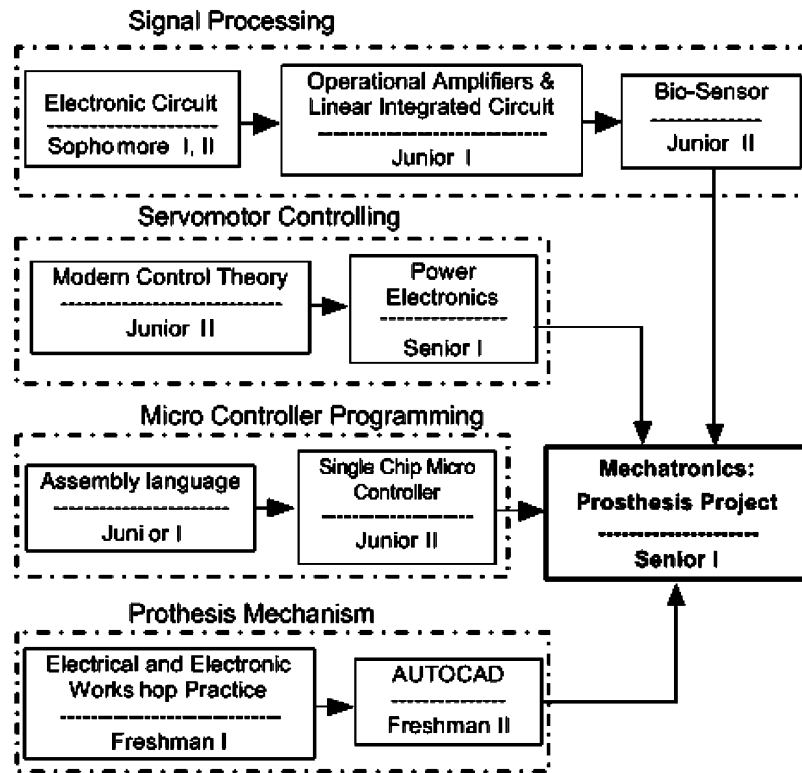 Signal Processing
Electronic Circuit
Sophomore I, II
Operational Amplifiers &
Linear Integrated Circuit
Junior I
Bio-Sensor
Junior II
Servomotor Controlling
Modern Control Theory
Junior II
Power
Electronics
Senior I
Micro Controller Programming
Assembly language
Junior I
Single Chip Micro
Controller
Junior II
Mechatronics:
Prosthesis Project
Senior I
Prothesis Mechanism
Electrical and Electronic
Workshop Practice
Freshman I
AUTOCAD
Freshman II